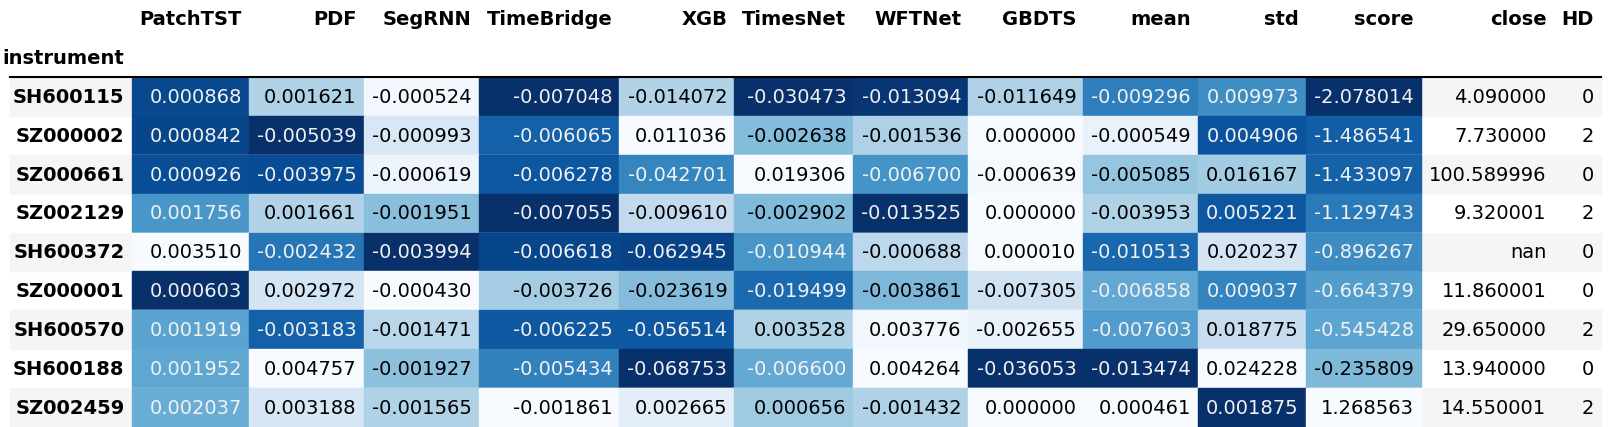 PatchTST PDF SegRNN TimeBridge XGB TimesNet WFTNet GBDTS mean std score close HD
instrument
SH600115 0.000868 0.001621 -0.000524 -0.007048 -0.014072 -0.030473 -0.013094 -0.011649 -0.009296 0.009973 -2.078014 4.090000 0
SZ000002 0.000842 -0.005039 -0.000993 -0.006065 0.011036 -0.002638 -0.001536 0.000000 -0.000549 0.004906 -1.486541 7.730000 2
SZ000661 0.000926 -0.003975 -0.000619 -0.006278 -0.042701 0.019306 -0.006700 -0.000639 -0.005085 0.016167 -1.433097 100.589996 0
SZ002129 0.001756 0.001661 -0.001951 -0.007055 -0.009610 -0.002902 -0.013525 0.000000 -0.003953 0.005221 -1.129743 9.320001 2
SH600372 0.003510 -0.002432 -0.003994 -0.006618 -0.062945 -0.010944 -0.000688 0.000010 -0.010513 0.020237 -0.896267 nan 0
SZ000001 0.000603 0.002972 -0.000430 -0.003726 -0.023619 -0.019499 -0.003861 -0.007305 -0.006858 0.009037 -0.664379 11.860001 0
SH600570 0.001919 -0.003183 -0.001471 -0.006225 -0.056514 0.003528 0.003776 -0.002655 -0.007603 0.018775 -0.545428 29.650000 2
SH600188 0.001952 0.004757 -0.001927 -0.005434 -0.068753 -0.006600 0.004264 -0.036053 -0.013474 0.024228 -0.235809 13.940000 0
SZ002459 0.002037 0.003188 -0.001565 -0.001861 0.002665 0.000656 -0.001432 0.000000 0.000461 0.001875 1.268563 14.550001 2